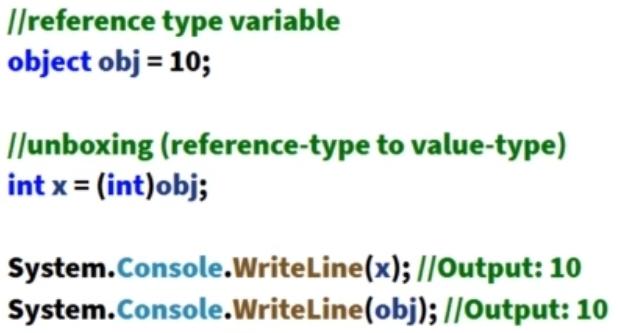 //reference type variable
object obj = 10;
//unboxing (reference-type to value-type)
int x = (int)obj;
System.Console.WriteLine(x); //Output: 10
System.Console.WriteLine(obj); //Output: 10